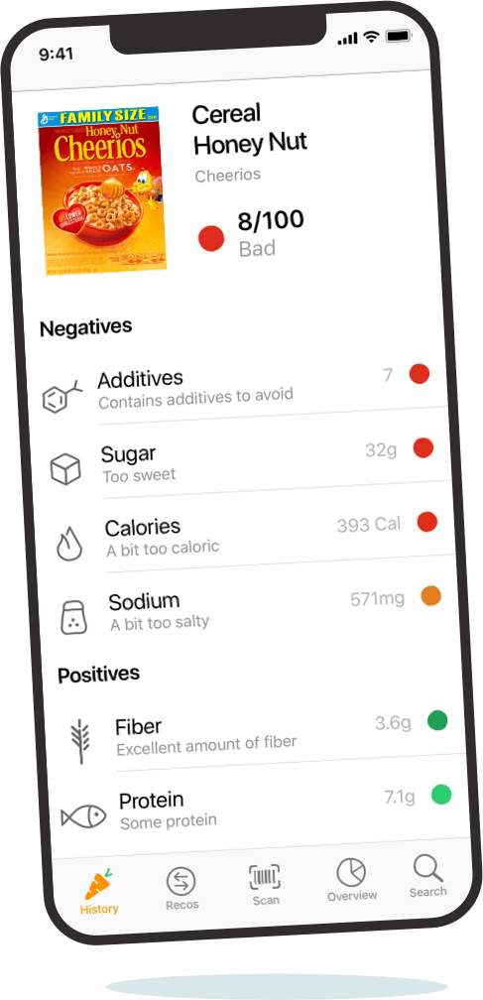 9:41
FAMILY SIZE
Honey Nut
Cheerios
OATS
LOWER
CHOLESTEROL
Cereal
Honey Nut
Cheerios
8/100
Bad
Negatives
Additives
7
Contains additives to avoid
Sugar
32g
Too sweet
Calories
393 Cal
A bit too caloric
Sodium
571mg
A bit too salty
Positives
Fiber
3.6g
Excellent amount of fiber
Protein
7.1g
Some protein
History
Recos
Scan
Overview
Search